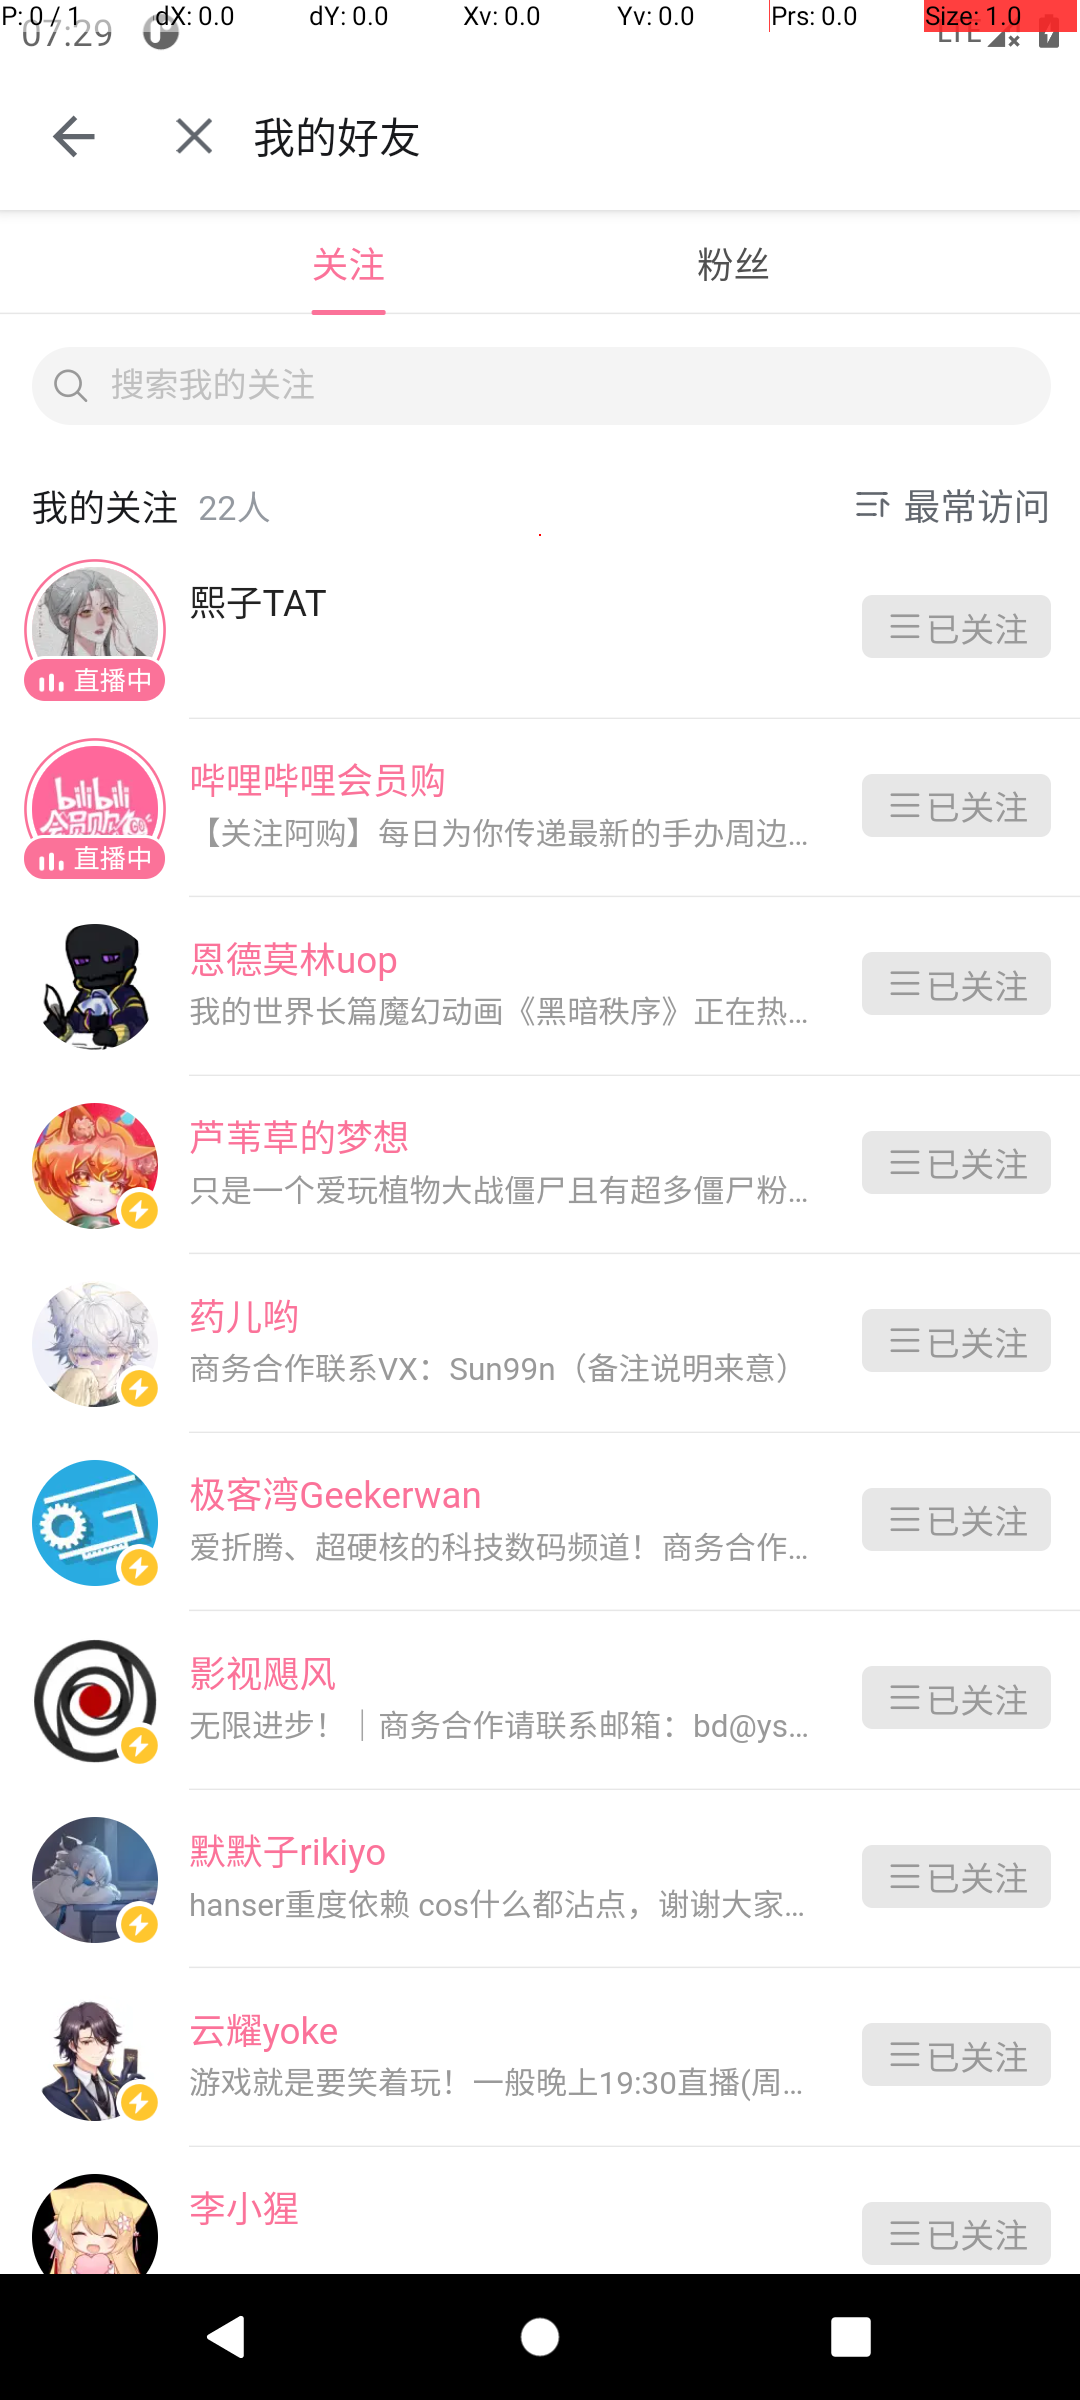 P: 0 / 1 dX: 0.0 dY: 0.0 Xv: 0.0 Yv: 0.0 Prs: 0.0 Size: 1.0
07:29 LTE
我的好友
关注 粉丝
搜索我的关注
我的关注 22人 最常访问
熙子TAT
已关注
直播中
哔哩哔哩会员购
bilibili
会员购
【关注阿购】每日为你传递最新的手办周边...
已关注
直播中
恩德莫林uop
我的世界长篇魔幻动画《黑暗秩序》正在热...
已关注
芦苇草的梦想
只是一个爱玩植物大战僵尸且有超多僵尸粉...
已关注
药儿哟
商务合作联系VX：Sun99n（备注说明来意）
已关注
极客湾Geekerwan
爱折腾、超硬核的科技数码频道！商务合作...
已关注
影视飓风
无限进步！｜商务合作请联系邮箱：bd@ys...
已关注
默默子rikiyo
hanser重度依赖 cos什么都沾点，谢谢大家...
已关注
云耀yoke
游戏就是要笑着玩！一般晚上19:30直播(周...
已关注
李小猩
已关注